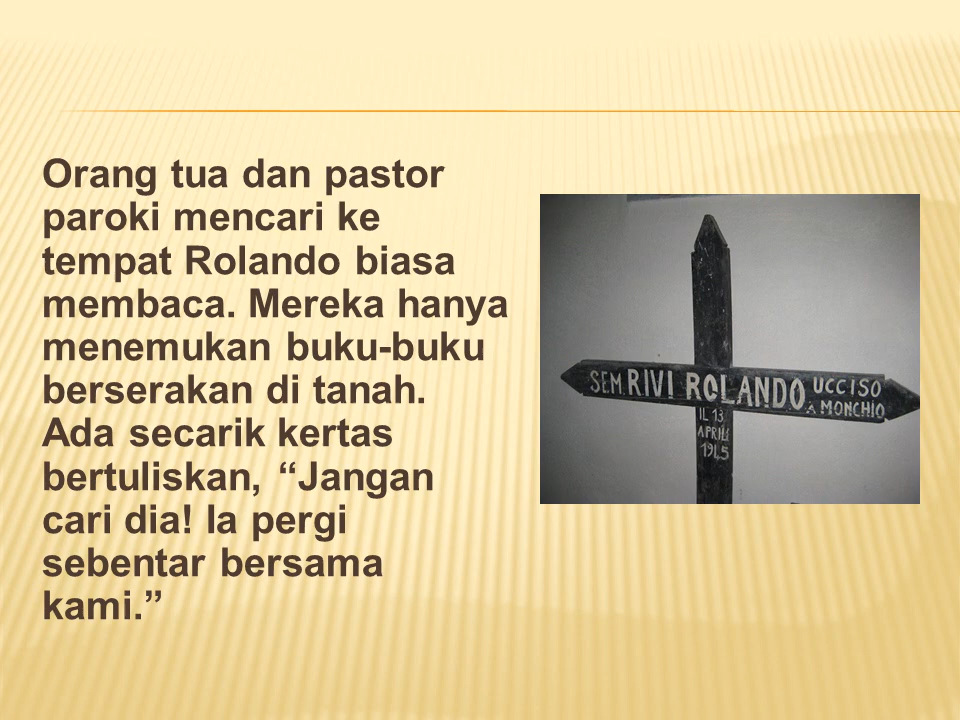 Orang tua dan pastor
paroki mencari ke
tempat Rolando biasa
membaca. Mereka hanya
menemukan buku-buku
berserakan di tanah.
Ada secarik kertas
bertuliskan, “Jangan
cari dia! Ia pergi
sebentar bersama
kami.”
SEM RIVI ROLANDO UCCISO
A MONCHIO
IL 13
APRILE
1945